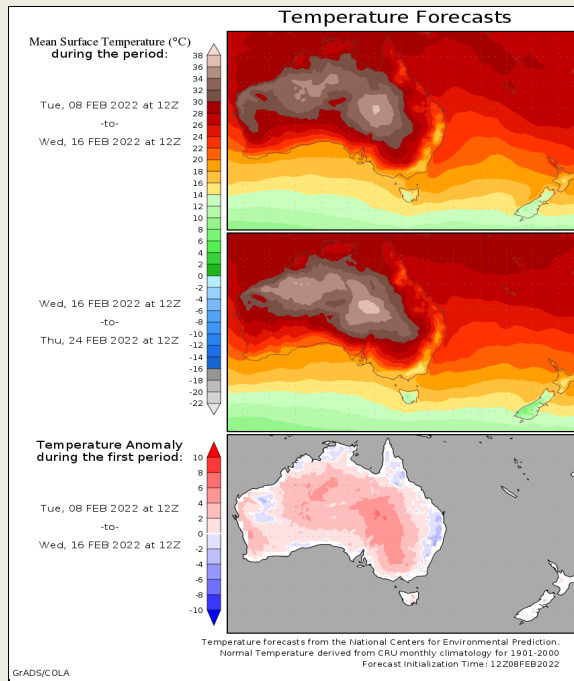 Temperature Forecasts
Mean Surface Temperature (°C)
during the period:
Tue, 08 FEB 2022 at 12Z
-to-
Wed, 16 FEB 2022 at 12Z
38
36
34
32
30
28
26
24
22
20
18
16
14
12
10
8
6
4
2
0
-2
-4
-6
-8
-10
-12
-14
-16
-18
-20
-22
Wed, 16 FEB 2022 at 12Z
-to-
Thu, 24 FEB 2022 at 12Z
Temperature Anomaly
during the first period:
Tue, 08 FEB 2022 at 12Z
-to-
Wed, 16 FEB 2022 at 12Z
10
8
6
4
2
0
-2
-4
-6
-8
-10
Temperature forecasts from the National Centers for Environmental Prediction.
Normal Temperature derived from CRU monthly climatology for 1901-2000
Forecast Initialization Time: 12Z08FEB2022
GrADS/COLA